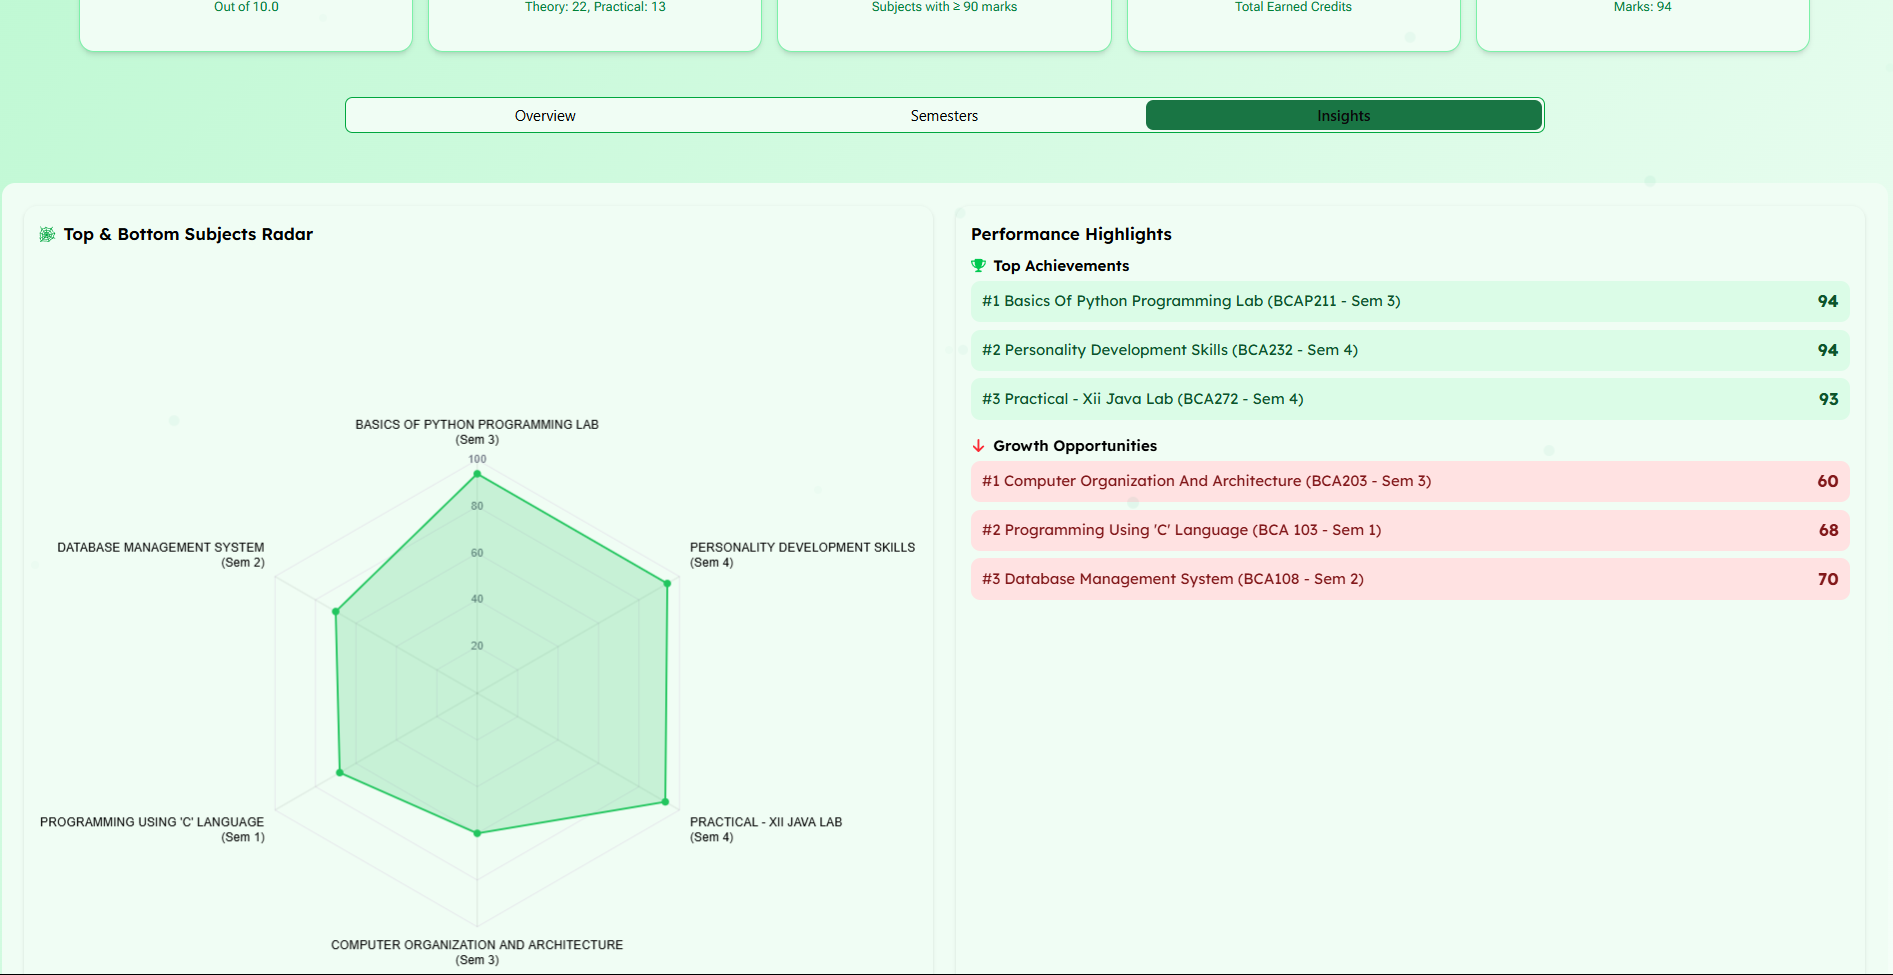 Out of 10.0
Theory: 22, Practical: 13
Subjects with ≥ 90 marks
Total Earned Credits
Marks: 94
Overview
Semesters
Insights
Top & Bottom Subjects Radar
BASICS OF PYTHON PROGRAMMING LAB
(Sem 3)
100
80
60
40
20
DATABASE MANAGEMENT SYSTEM
(Sem 2)
PERSONALITY DEVELOPMENT SKILLS
(Sem 4)
PROGRAMMING USING 'C' LANGUAGE
(Sem 1)
PRACTICAL - XII JAVA LAB
(Sem 4)
COMPUTER ORGANIZATION AND ARCHITECTURE
(Sem 3)
Performance Highlights
Top Achievements
#1 Basics Of Python Programming Lab (BCAP211 - Sem 3) 94
#2 Personality Development Skills (BCA232 - Sem 4) 94
#3 Practical - Xii Java Lab (BCA272 - Sem 4) 93
Growth Opportunities
#1 Computer Organization And Architecture (BCA203 - Sem 3) 60
#2 Programming Using 'C' Language (BCA 103 - Sem 1) 68
#3 Database Management System (BCA108 - Sem 2) 70